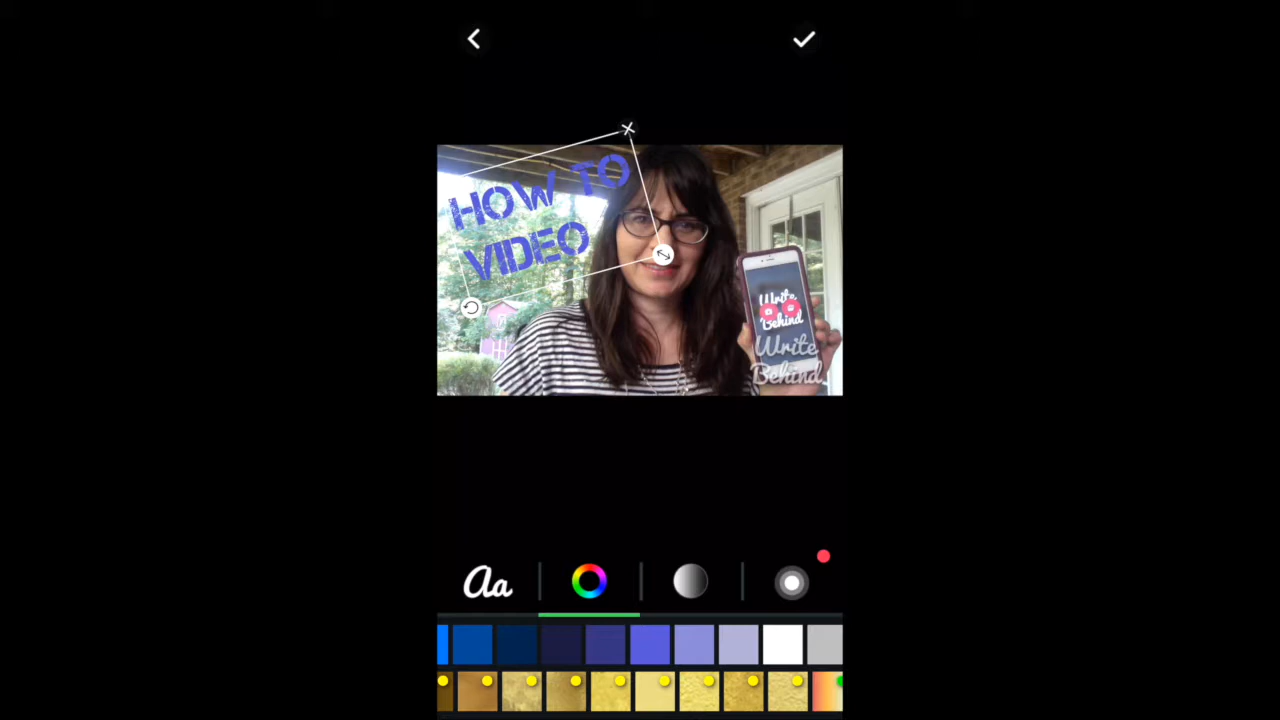 HOW TO
VIDEO
Write
Behind
Write
Behind
Aa